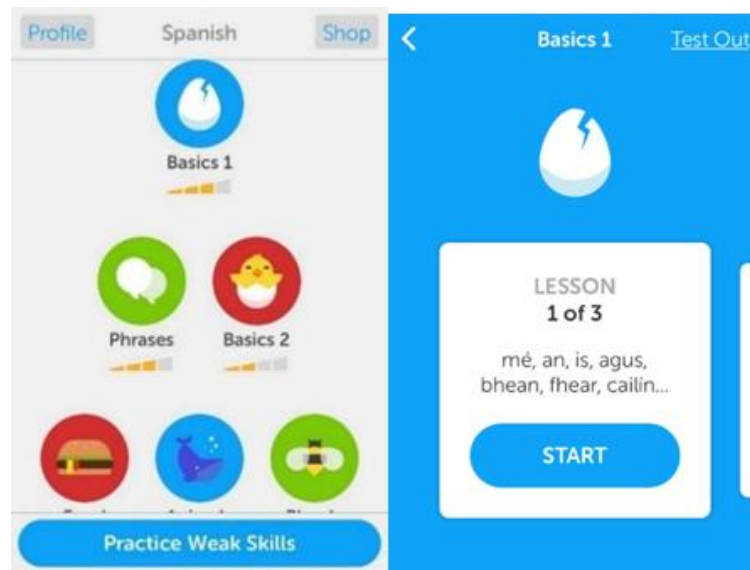 Profile Spanish Shop
Basics 1
Phrases Basics 2
Practice Weak Skills
Basics 1 Test Out
LESSON
1 of 3
mé, an, is, agus,
bhean, fhear, cailín...
START